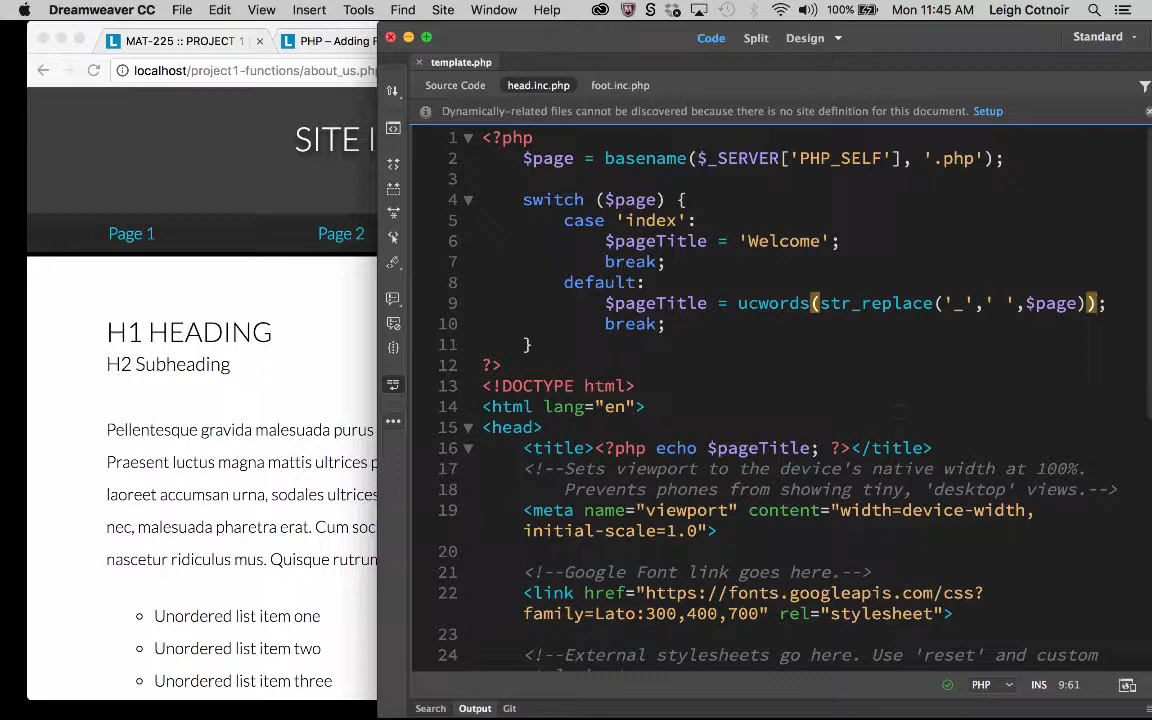 Dreamweaver CC File Edit View Insert Tools Find Site Window Help 100% Mon 11:45 AM Leigh Cotnoir
MAT-225 :: PROJECT 1 × PHP – Adding F
localhost/project1-functions/about_us.php
SITE I
Page 1 Page 2
H1 HEADING
H2 Subheading
Pellentesque gravida malesuada purus
Praesent luctus magna mattis ultrices p
laoreet accumsan urna, sodales ultrices
nec, malesuada pharetra erat. Cum soc
nascetur ridiculus mus. Quisque rutrun
Unordered list item one
Unordered list item two
Unordered list item three
Code Split Design Standard
× template.php
Source Code head.inc.php foot.inc.php
Dynamically-related files cannot be discovered because there is no site definition for this document. Setup
1 <?php
2 $page = basename($_SERVER['PHP_SELF'], '.php');
3
4 switch ($page) {
5 case 'index':
6 $pageTitle = 'Welcome';
7 break;
8 default:
9 $pageTitle = ucwords(str_replace('_',' ',$page));
10 break;
11 }
12 ?>
13 <!DOCTYPE html>
14 <html lang="en">
15 <head>
16 <title><?php echo $pageTitle; ?></title>
17 <!--Sets viewport to the device's native width at 100%.
18 Prevents phones from showing tiny, 'desktop' views.-->
19 <meta name="viewport" content="width=device-width,
initial-scale=1.0">
20
21 <!--Google Font link goes here.-->
22 <link href="https://fonts.googleapis.com/css?
family=Lato:300,400,700" rel="stylesheet">
23
24 <!--External stylesheets go here. Use 'reset' and custom
PHP INS 9:61
Search Output Git